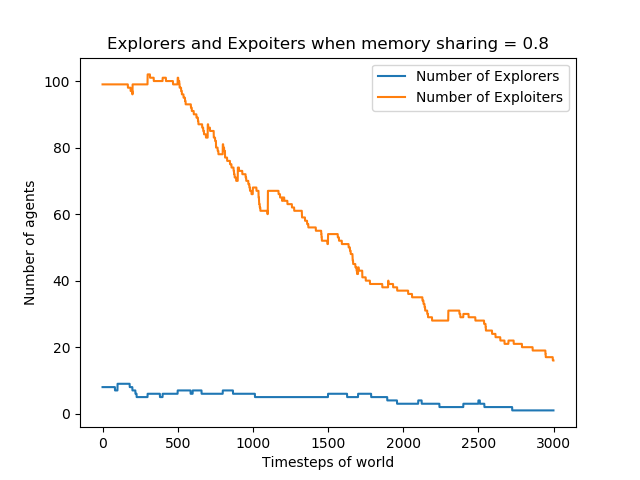 Explorers and Expoiters when memory sharing = 0.8
Number of Explorers
Number of Exploiters
Number of agents
100
80
60
40
20
0
0 500 1000 1500 2000 2500 3000
Timesteps of world